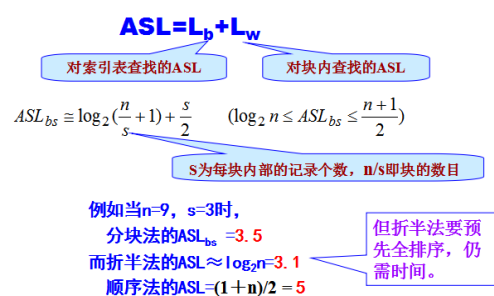 ASL=Lb+Lw
对索引表查找的ASL
对块内查找的ASL
ASLbs ≅ log2(n/s+1)+s/2 (log2 n ≤ ASLbs ≤ (n+1)/2)
S为每块内部的记录个数，n/s即块的数目
例如当n=9，s=3时，
分块法的ASLbs =3.5
而折半法的ASL≈log2n=3.1
顺序法的ASL=(1+n)/2 = 5
但折半法要预
先全排序，仍
需时间。